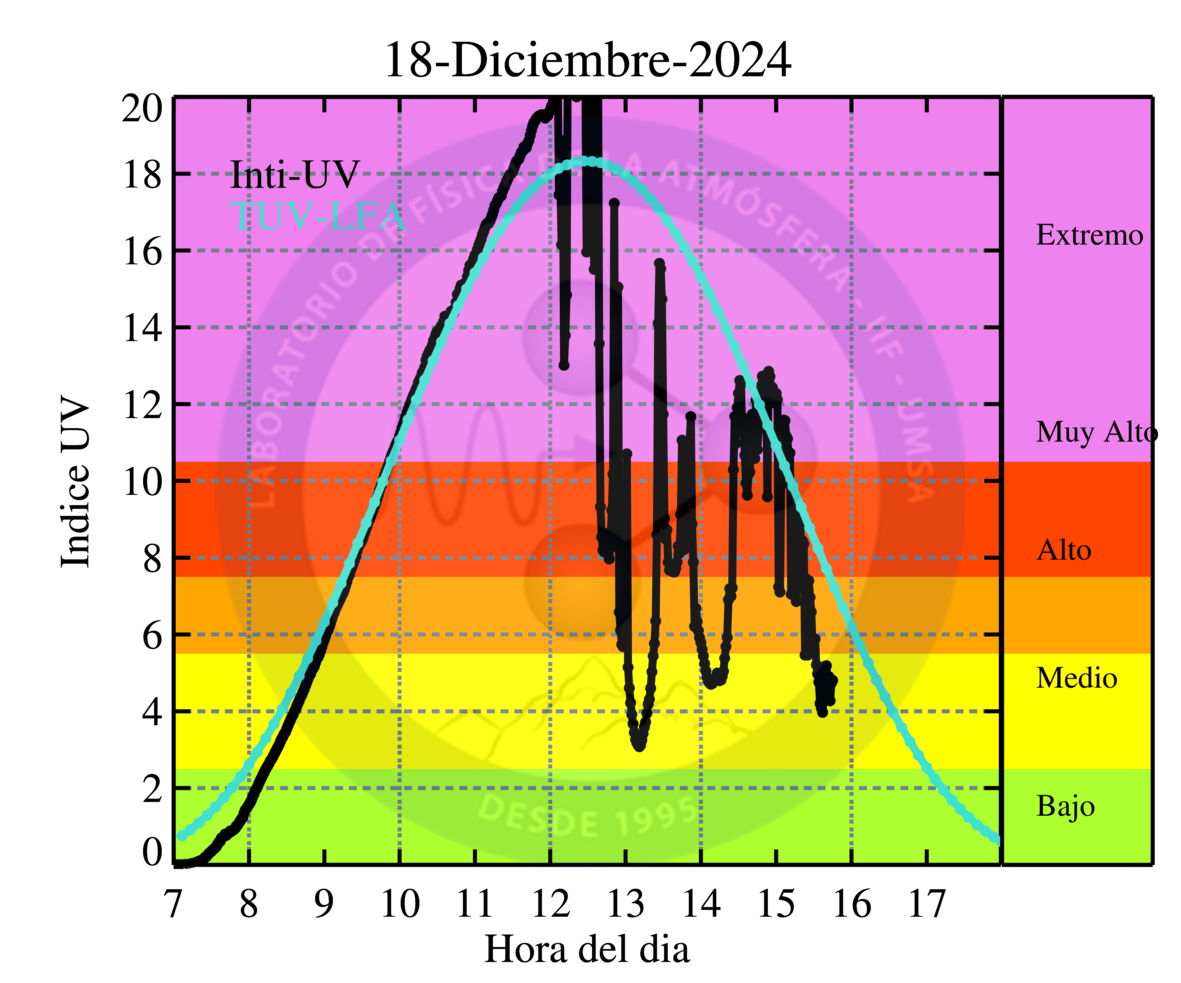 18-Diciembre-2024
Inti-UV
TUV-LFA
Indice UV
20
18
16
14
12
10
8
6
4
2
0
7 8 9 10 11 12 13 14 15 16 17
Hora del dia
Extremo
Muy Alto
Alto
Medio
Bajo
LABORATORIO DE FÍSICA DE LA ATMÓSFERA - IIF - UMSA
DESDE 1995